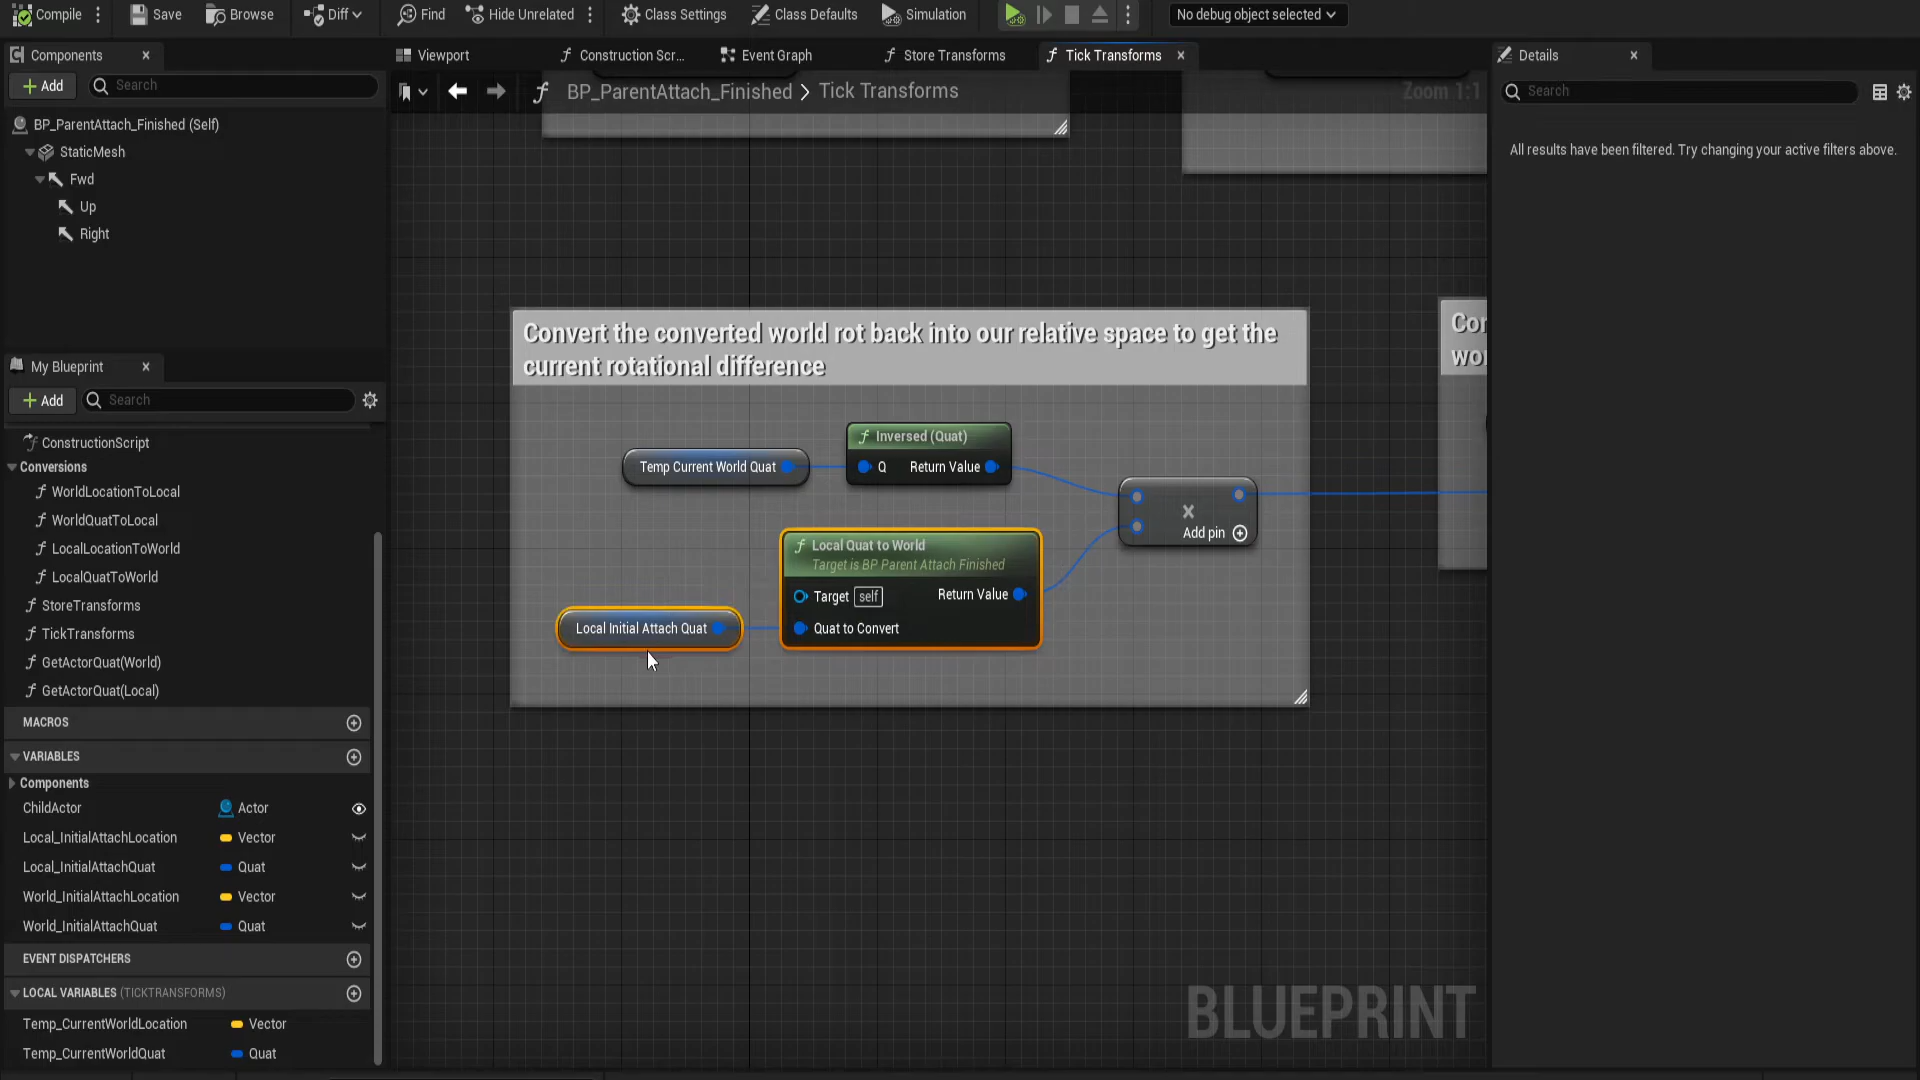 Compile
Save
Browse
Diff
Find
Hide Unrelated
Class Settings
Class Defaults
Simulation
No debug object selected
Components
Viewport
Construction Scr...
Event Graph
Store Transforms
Tick Transforms
Details
Add
Search
BP_ParentAttach_Finished
Tick Transforms
Zoom 1:1
Search
BP_ParentAttach_Finished (Self)
StaticMesh
Fwd
Up
Right
All results have been filtered. Try changing your active filters above.
Convert the converted world rot back into our relative space to get the
current rotational difference
Temp Current World Quat
Inversed (Quat)
Q
Return Value
Add pin
Local Quat to World
Target is BP Parent Attach Finished
Target
self
Return Value
Local Initial Attach Quat
Quat to Convert
My Blueprint
Add
Search
ConstructionScript
Conversions
WorldLocationToLocal
WorldQuatToLocal
LocalLocationToWorld
LocalQuatToWorld
StoreTransforms
TickTransforms
GetActorQuat(World)
GetActorQuat(Local)
MACROS
VARIABLES
Components
ChildActor Actor
Local_InitialAttachLocation Vector
Local_InitialAttachQuat Quat
World_InitialAttachLocation Vector
World_InitialAttachQuat Quat
EVENT DISPATCHERS
LOCAL VARIABLES (TICKTRANSFORMS)
Temp_CurrentWorldLocation Vector
Temp_CurrentWorldQuat Quat
BLUEPRINT